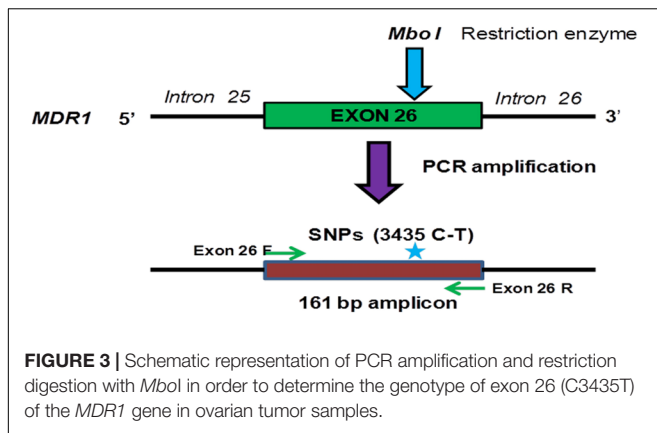 Mbo I Restriction enzyme
Intron 25 Intron 26
MDR1 5’ EXON 26 3’
PCR amplification
SNPs (3435 C-T)
Exon 26 F
161 bp amplicon Exon 26 R
FIGURE 3 | Schematic representation of PCR amplification and restriction
digestion with MboI in order to determine the genotype of exon 26 (C3435T)
of the MDR1 gene in ovarian tumor samples.